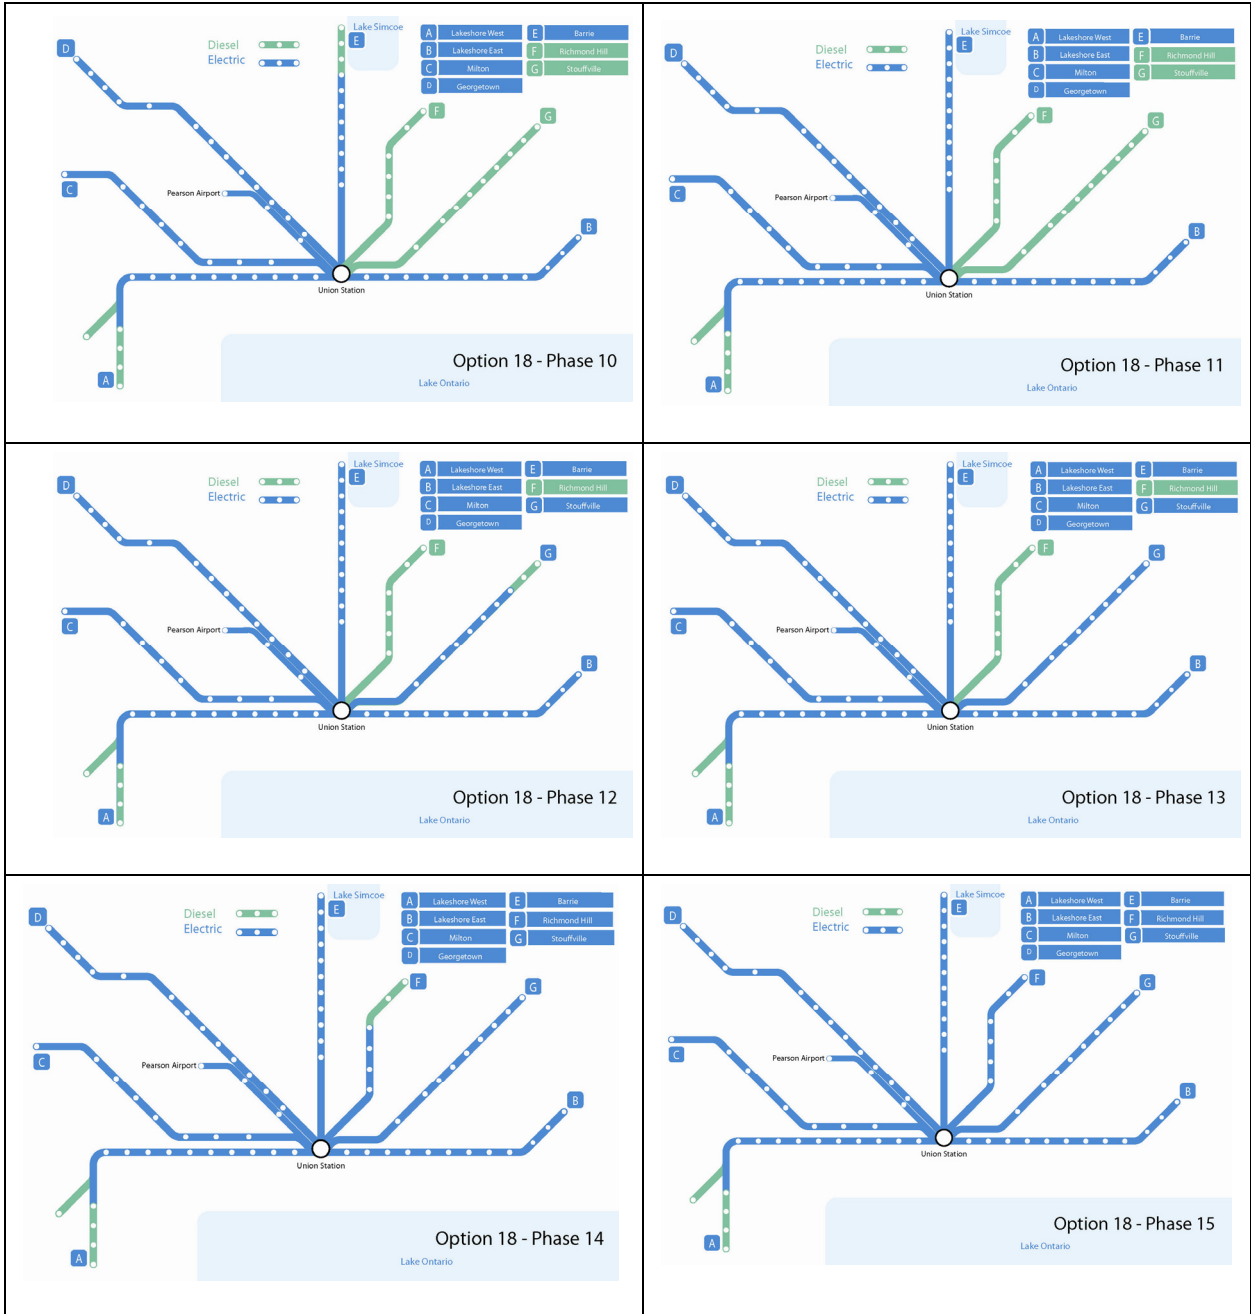 Lake Simcoe
A Lakeshore West E Barrie
D Diesel E B Lakeshore East F Richmond Hill
Electric C Milton G Stouffville
D Georgetown
F
G
C
Pearson Airport
B
Union Station
Option 18 - Phase 10
A
Lake Ontario
Lake Simcoe
A Lakeshore West E Barrie
D Diesel E B Lakeshore East F Richmond Hill
Electric C Milton G Stouffville
D Georgetown
F
G
C
Pearson Airport
B
Union Station
Option 18 - Phase 11
A
Lake Ontario
Lake Simcoe
A Lakeshore West E Barrie
D Diesel E B Lakeshore East F Richmond Hill
Electric C Milton G Stouffville
D Georgetown
F
G
C
Pearson Airport
B
Union Station
Option 18 - Phase 12
A
Lake Ontario
Lake Simcoe
A Lakeshore West E Barrie
D Diesel E B Lakeshore East F Richmond Hill
Electric C Milton G Stouffville
D Georgetown
F
G
C
Pearson Airport
B
Union Station
Option 18 - Phase 13
A
Lake Ontario
Lake Simcoe
A Lakeshore West E Barrie
D Diesel E B Lakeshore East F Richmond Hill
Electric C Milton G Stouffville
D Georgetown
F
G
C
Pearson Airport
B
Union Station
Option 18 - Phase 14
A
Lake Ontario
Lake Simcoe
A Lakeshore West E Barrie
D Diesel E B Lakeshore East F Richmond Hill
Electric C Milton G Stouffville
D Georgetown
F
G
C
Pearson Airport
B
Union Station
Option 18 - Phase 15
A
Lake Ontario